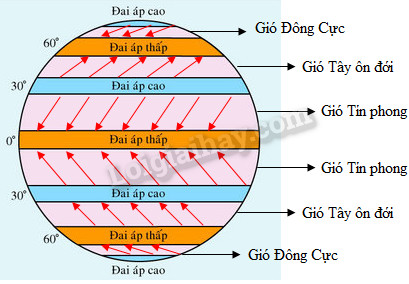 Đai áp cao
Gió Đông Cực
60°
Đai áp thấp
Gió Tây ôn đới
30°
Đai áp cao
Gió Tín phong
Loigiaihay.com
0°
Đai áp thấp
Gió Tín phong
30°
Đai áp cao
Gió Tây ôn đới
60°
Đai áp thấp
Gió Đông Cực
Đai áp cao